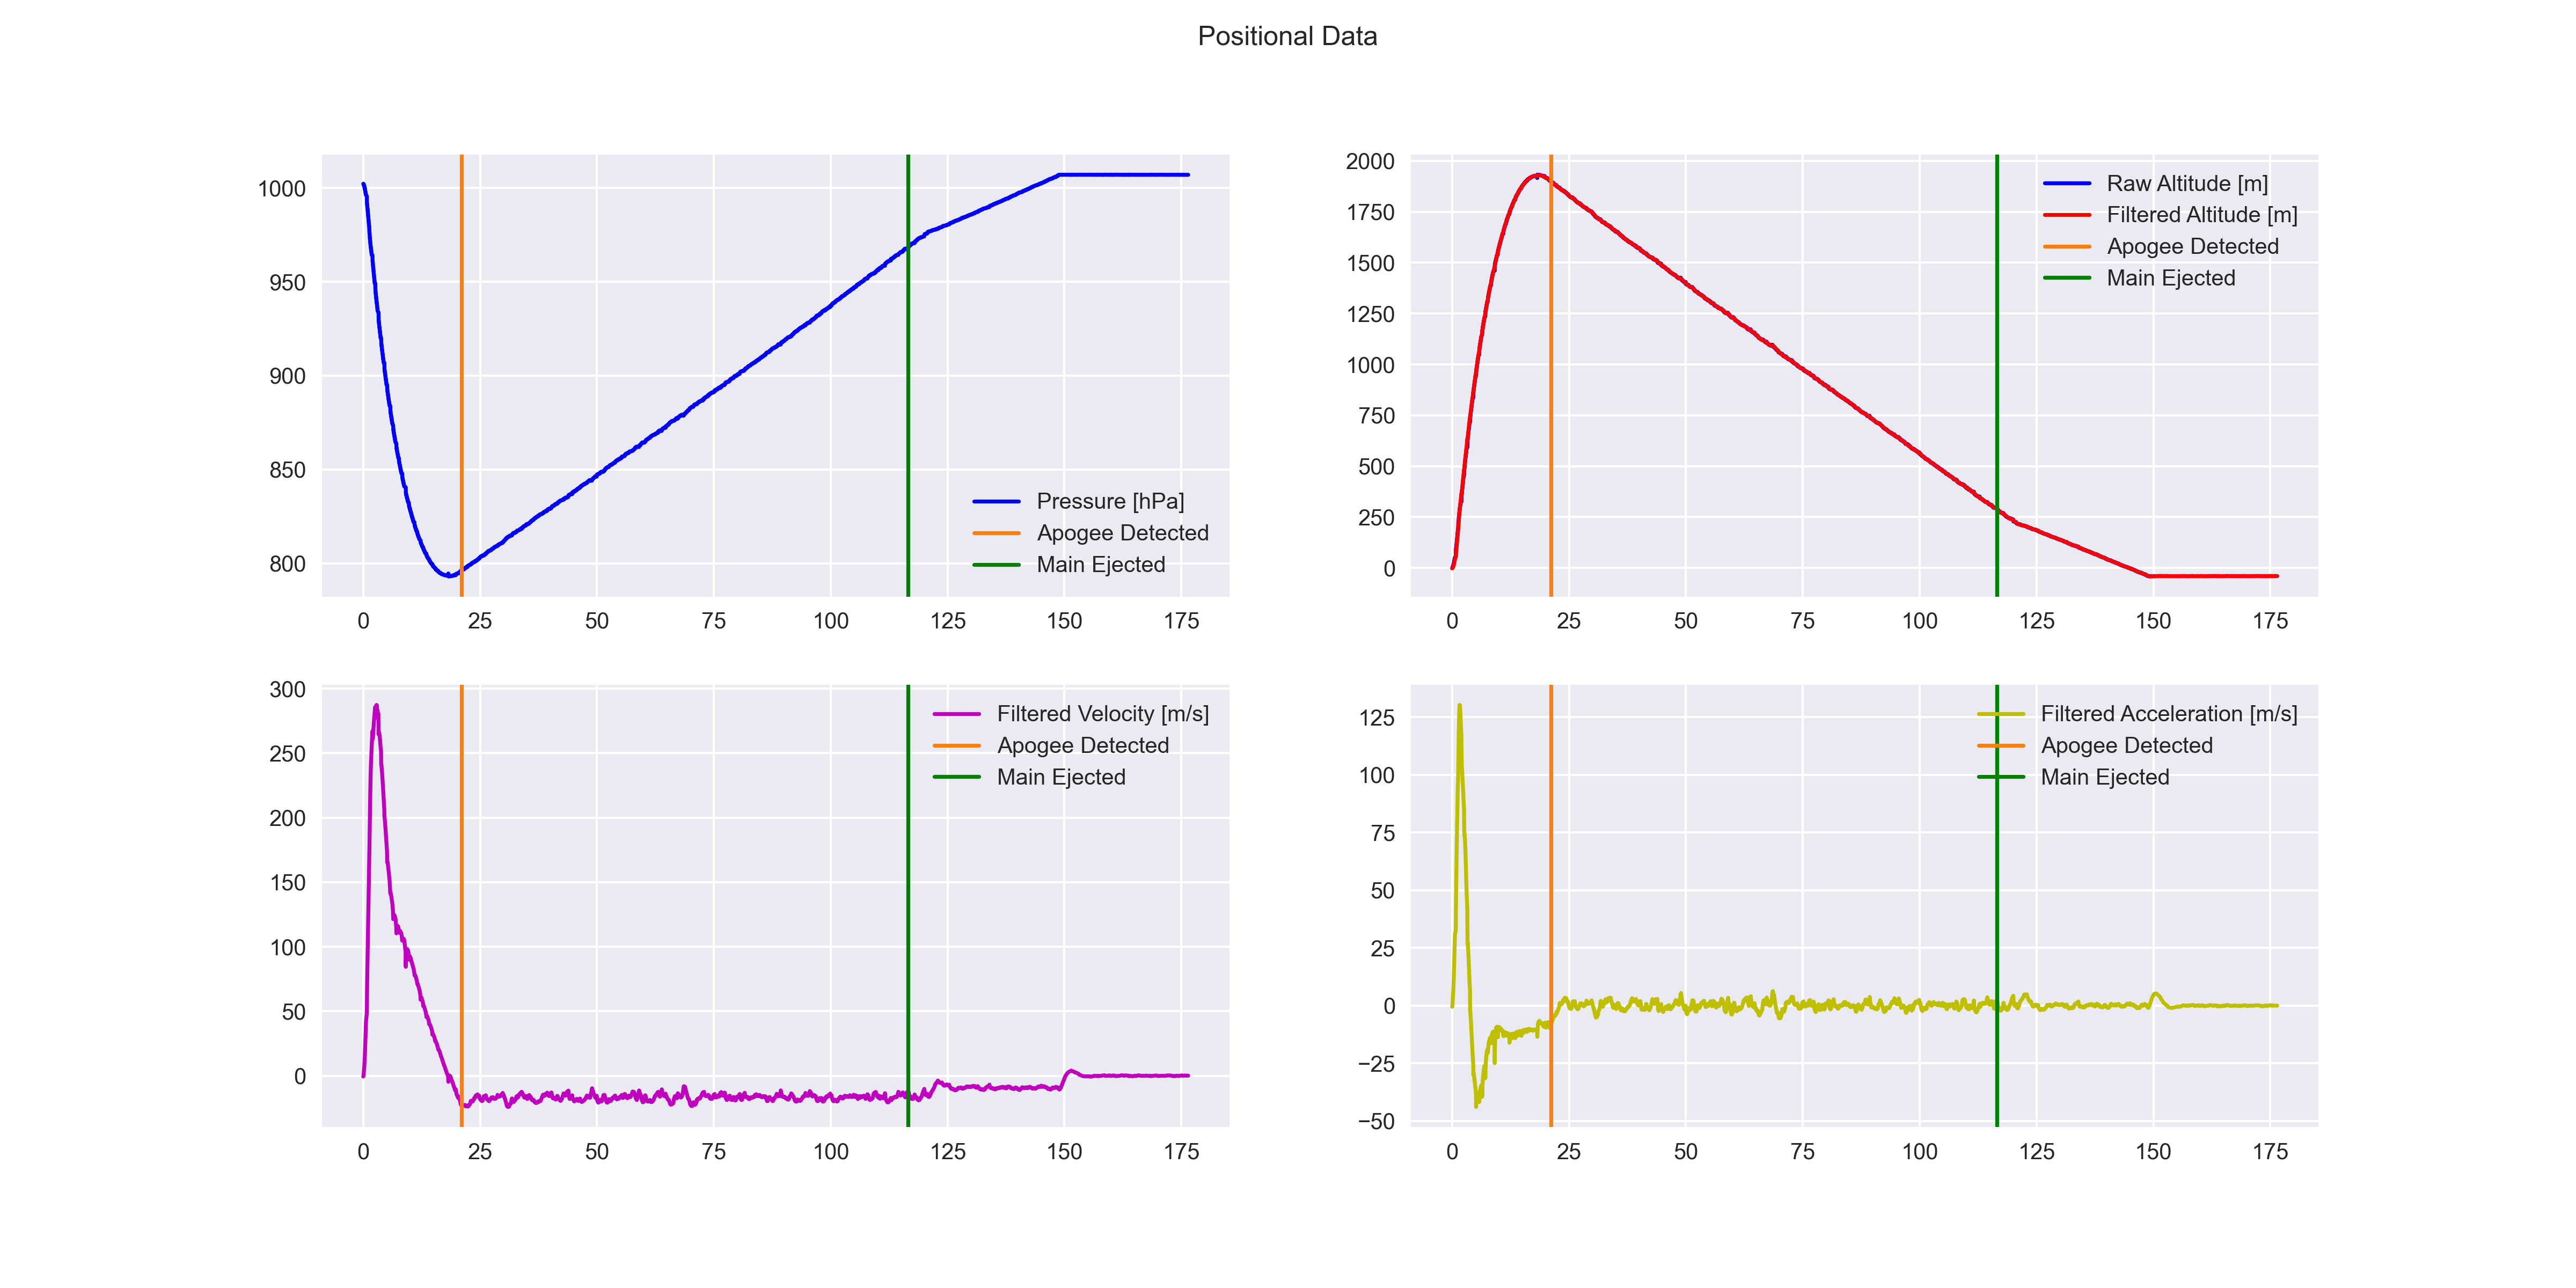 Positional Data
1000
950
900
850
800
Pressure [hPa]
Apogee Detected
Main Ejected
0 25 50 75 100 125 150 175
2000
1750
1500
1250
1000
750
500
250
0
Raw Altitude [m]
Filtered Altitude [m]
Apogee Detected
Main Ejected
0 25 50 75 100 125 150 175
300
250
200
150
100
50
0
Filtered Velocity [m/s]
Apogee Detected
Main Ejected
0 25 50 75 100 125 150 175
125
100
75
50
25
0
−25
−50
Filtered Acceleration [m/s]
Apogee Detected
Main Ejected
0 25 50 75 100 125 150 175